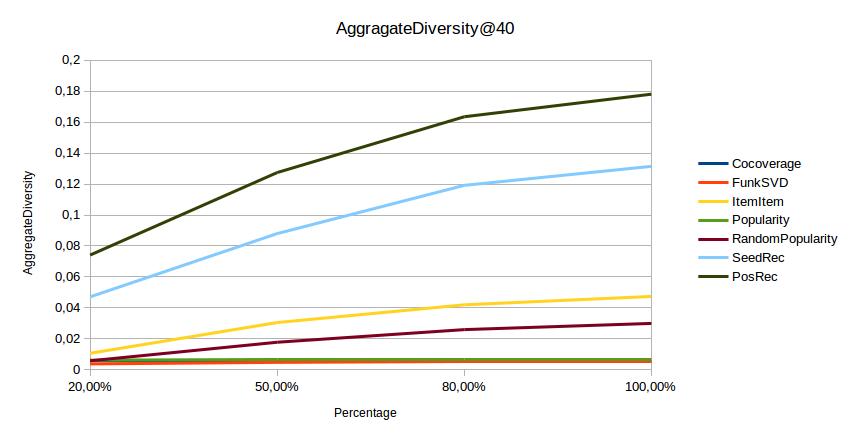 AggragateDiversity@40
0,2
0,18
0,16
0,14
0,12
0,1
0,08
0,06
0,04
0,02
0
AggregateDiversity
20,00%
50,00%
80,00%
100,00%
Percentage
Cocoverage
FunkSVD
ItemItem
Popularity
RandomPopularity
SeedRec
PosRec